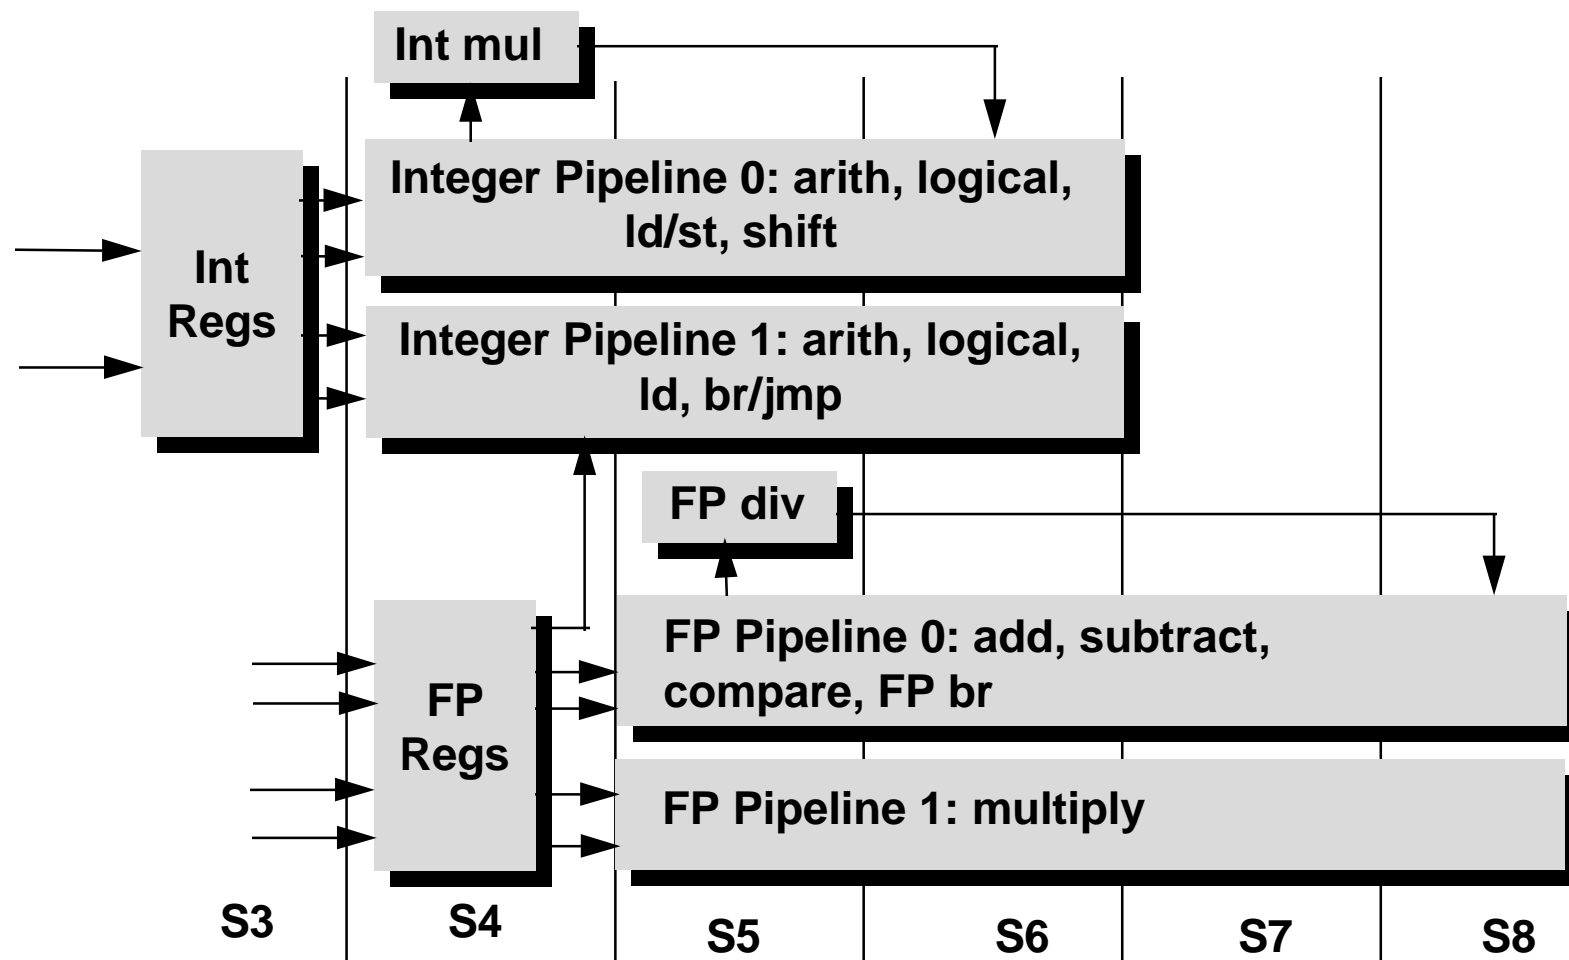 Int mul
Integer Pipeline 0: arith, logical,
ld/st, shift
Int
Regs
Integer Pipeline 1: arith, logical,
ld, br/jmp
FP div
FP Pipeline 0: add, subtract,
compare, FP br
FP
Regs
FP Pipeline 1: multiply
S3
S4
S5
S6
S7
S8